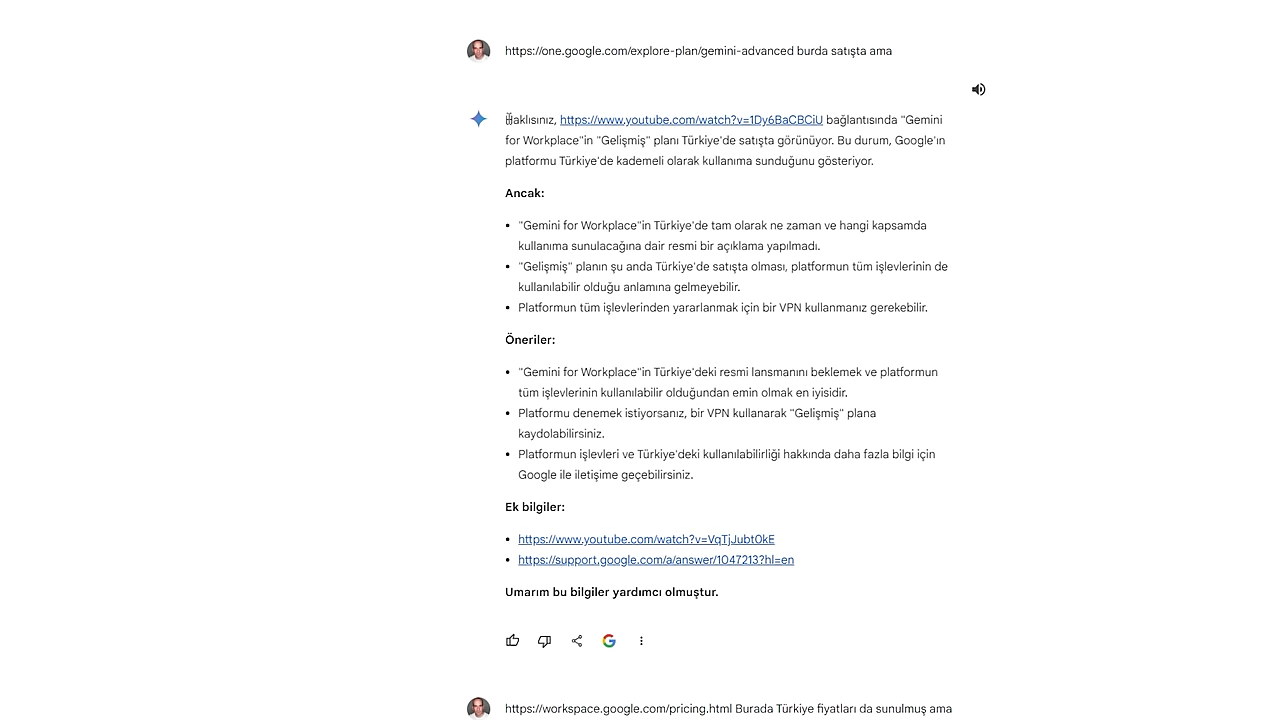 https://one.google.com/explore-plan/gemini-advanced burda satışta ama
Haklısınız, https://www.youtube.com/watch?v=1Dy6BaCBCiU bağlantısında "Gemini
for Workplace"in "Gelişmiş" planı Türkiye'de satışta görünüyor. Bu durum, Google'ın
platformu Türkiye'de kademeli olarak kullanıma sunduğunu gösteriyor.
Ancak:
• "Gemini for Workplace"in Türkiye'de tam olarak ne zaman ve hangi kapsamda
kullanıma sunulacağına dair resmi bir açıklama yapılmadı.
• "Gelişmiş" planın şu anda Türkiye'de satışta olması, platformun tüm işlevlerinin de
kullanılabilir olduğu anlamına gelmeyebilir.
• Platformun tüm işlevlerinden yararlanmak için bir VPN kullanmanız gerekebilir.
Öneriler:
• "Gemini for Workplace"in Türkiye'deki resmi lansmanını beklemek ve platformun
tüm işlevlerinin kullanılabilir olduğundan emin olmak en iyisidir.
• Platformu denemek istiyorsanız, bir VPN kullanarak "Gelişmiş" plana
kaydolabilirsiniz.
• Platformun işlevleri ve Türkiye'deki kullanılabilirliği hakkında daha fazla bilgi için
Google ile iletişime geçebilirsiniz.
Ek bilgiler:
• https://www.youtube.com/watch?v=VqTjJubt0kE
• https://support.google.com/a/answer/1047213?hl=en
Umarım bu bilgiler yardımcı olmuştur.
https://workspace.google.com/pricing.html Burada Türkiye fiyatları da sunulmuş ama